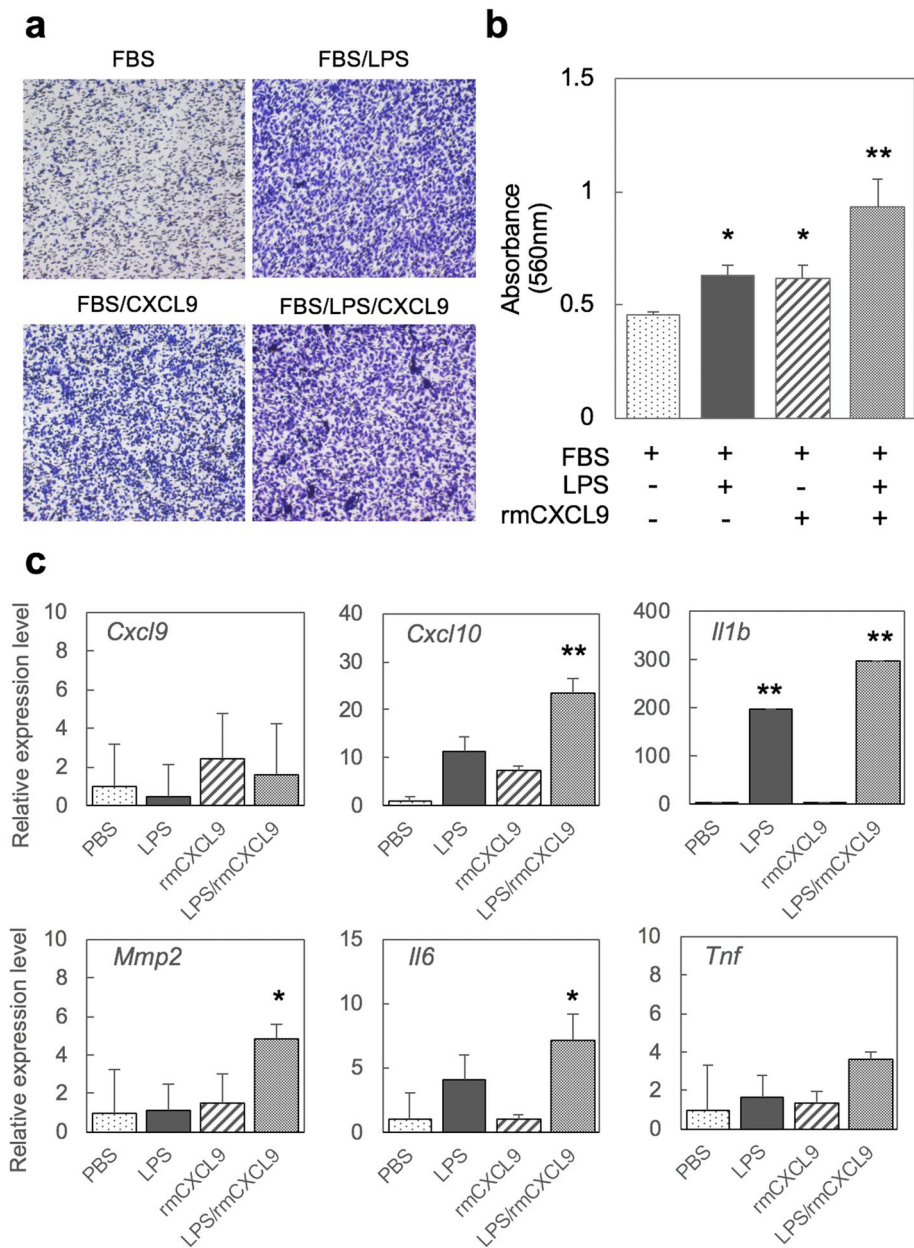 a
FBS
FBS/LPS
FBS/CXCL9
FBS/LPS/CXCL9
b
Absorbance
(560nm)
1.5
1
0.5
0
*
*
**
FBS + + + +
LPS - + - +
rmCXCL9 - - + +
c
Relative expression level
10
8
6
4
2
0
Cxcl9
PBS
LPS
rmCXCL9
LPS/rmCXCL9
40
30
20
10
0
Cxcl10
**
PBS
LPS
rmCXCL9
LPS/rmCXCL9
400
300
200
100
0
Il1b
**
**
PBS
LPS
rmCXCL9
LPS/rmCXCL9
Relative expression level
10
8
6
4
2
0
Mmp2
*
PBS
LPS
rmCXCL9
LPS/rmCXCL9
15
10
5
0
Il6
*
PBS
LPS
rmCXCL9
LPS/rmCXCL9
10
8
6
4
2
0
Tnf
PBS
LPS
rmCXCL9
LPS/rmCXCL9